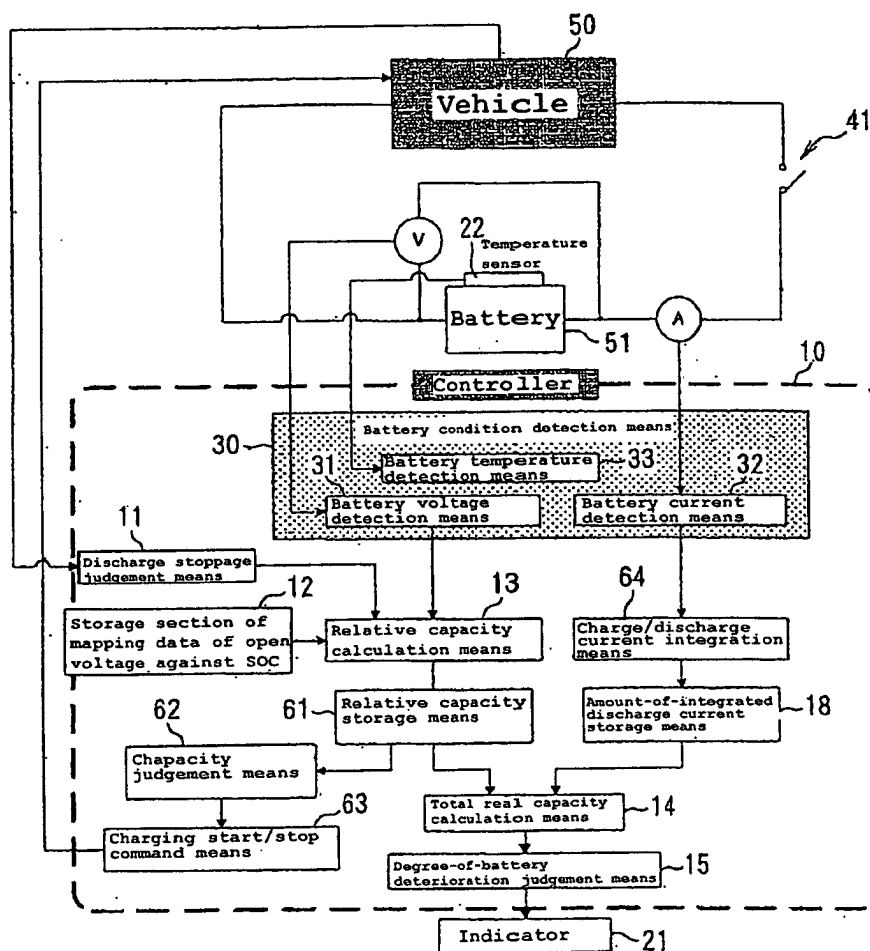 50
Vehicle
41
V
22
Temperature
sensor
Battery
51
A
10
Controller
30
Battery condition detection means
Battery temperature
detection means
33
31
Battery voltage
detection means
32
Battery current
detection means
11
Discharge stoppage
judgement means
12
Storage section of
mapping data of open
voltage against SOC
13
Relative capacity
calculation means
64
Charge/discharge
current integration
means
61
Relative capacity
storage means
Amount-of-integrated
discharge current
storage means
18
62
Chapacity
judgement means
63
Charging start/stop
command means
Total real capacity
calculation means
14
Degree-of-battery
deterioration judgement means
15
Indicator
21